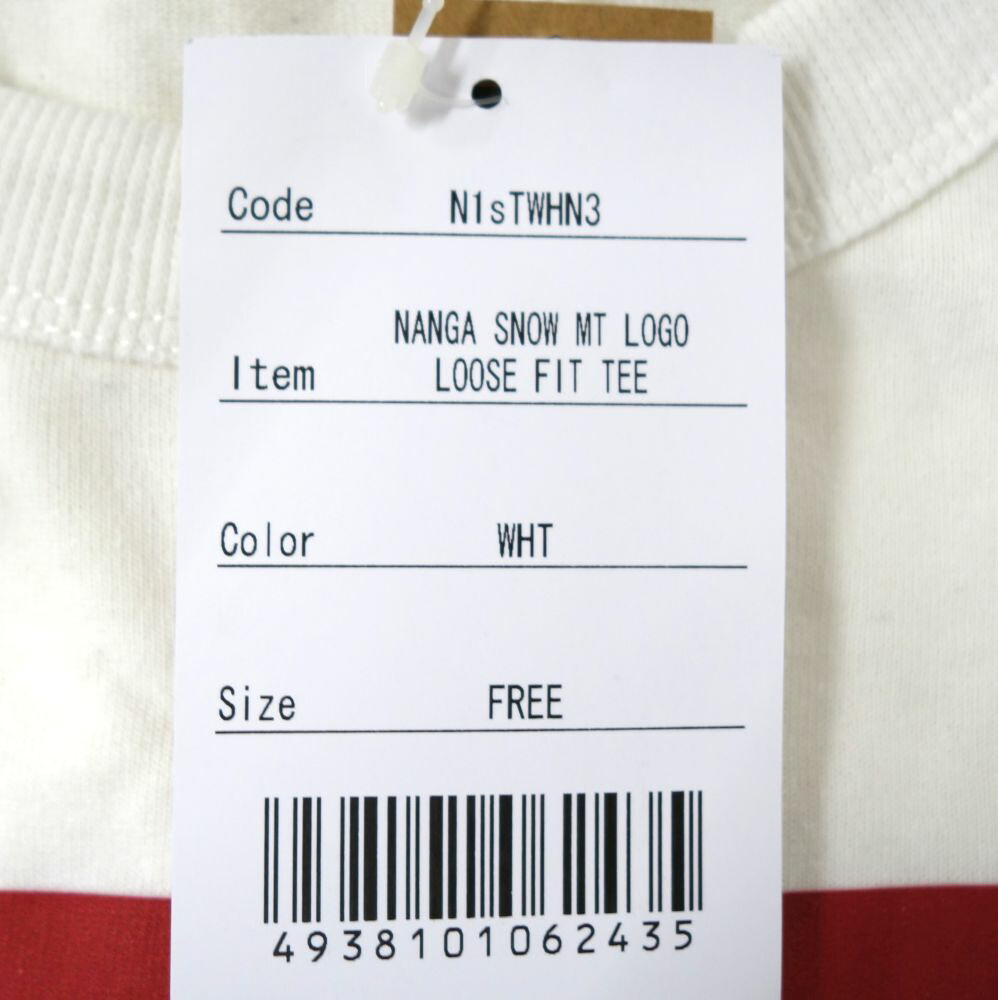 Code N1sTWHN3
NANGA SNOW MT LOGO
Item LOOSE FIT TEE
Color WHT
Size FREE
4938101062435